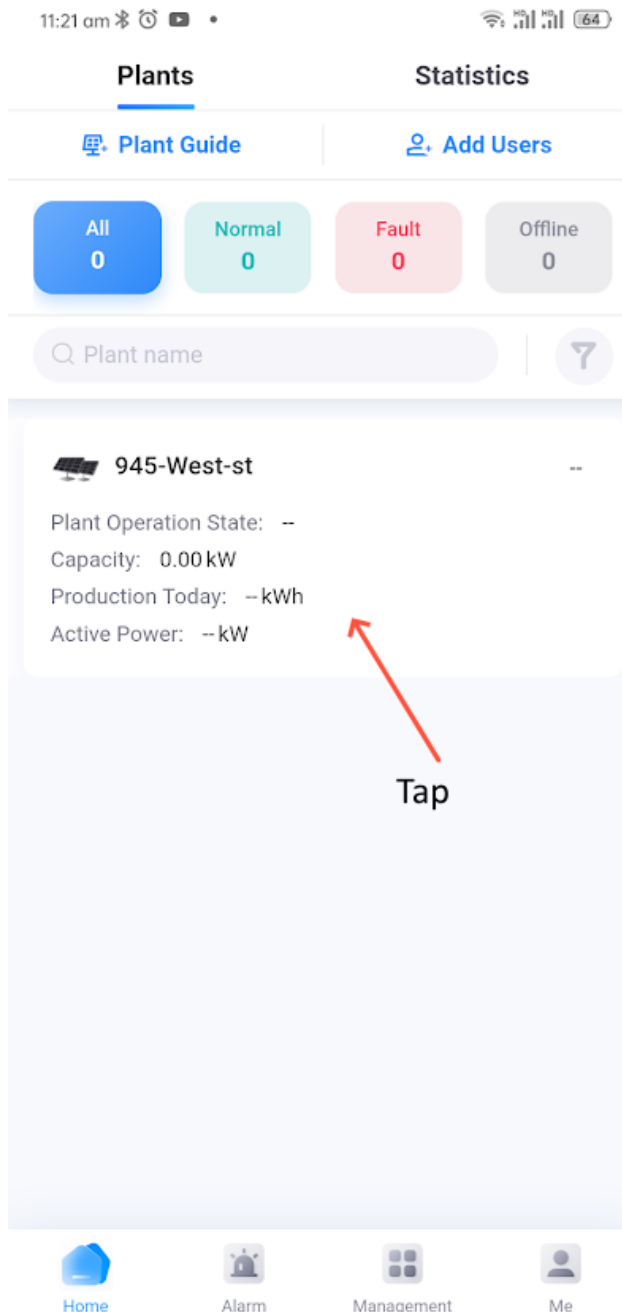 11:21 am 64
Plants Statistics
Plant Guide Add Users
All Normal Fault Offline
0 0 0 0
Plant name
945-West-st --
Plant Operation State: --
Capacity: 0.00 kW
Production Today: -- kWh
Active Power: -- kW
Tap
Home Alarm Management Me